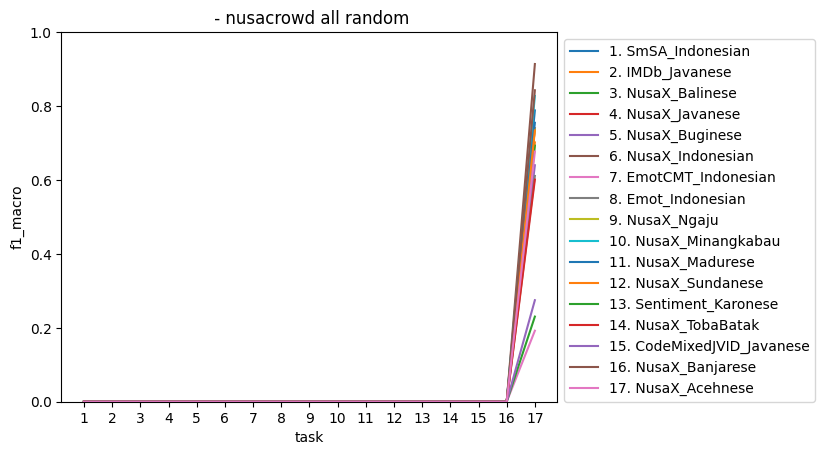 - nusacrowd all random
1.0
0.8
0.6
0.4
0.2
0.0
f1_macro
1 2 3 4 5 6 7 8 9 10 11 12 13 14 15 16 17
task
1. SmSA_Indonesian
2. IMDb_Javanese
3. NusaX_Balinese
4. NusaX_Javanese
5. NusaX_Buginese
6. NusaX_Indonesian
7. EmotCMT_Indonesian
8. Emot_Indonesian
9. NusaX_Ngaju
10. NusaX_Minangkabau
11. NusaX_Madurese
12. NusaX_Sundanese
13. Sentiment_Karonese
14. NusaX_TobaBatak
15. CodeMixedJVID_Javanese
16. NusaX_Banjarese
17. NusaX_Acehnese